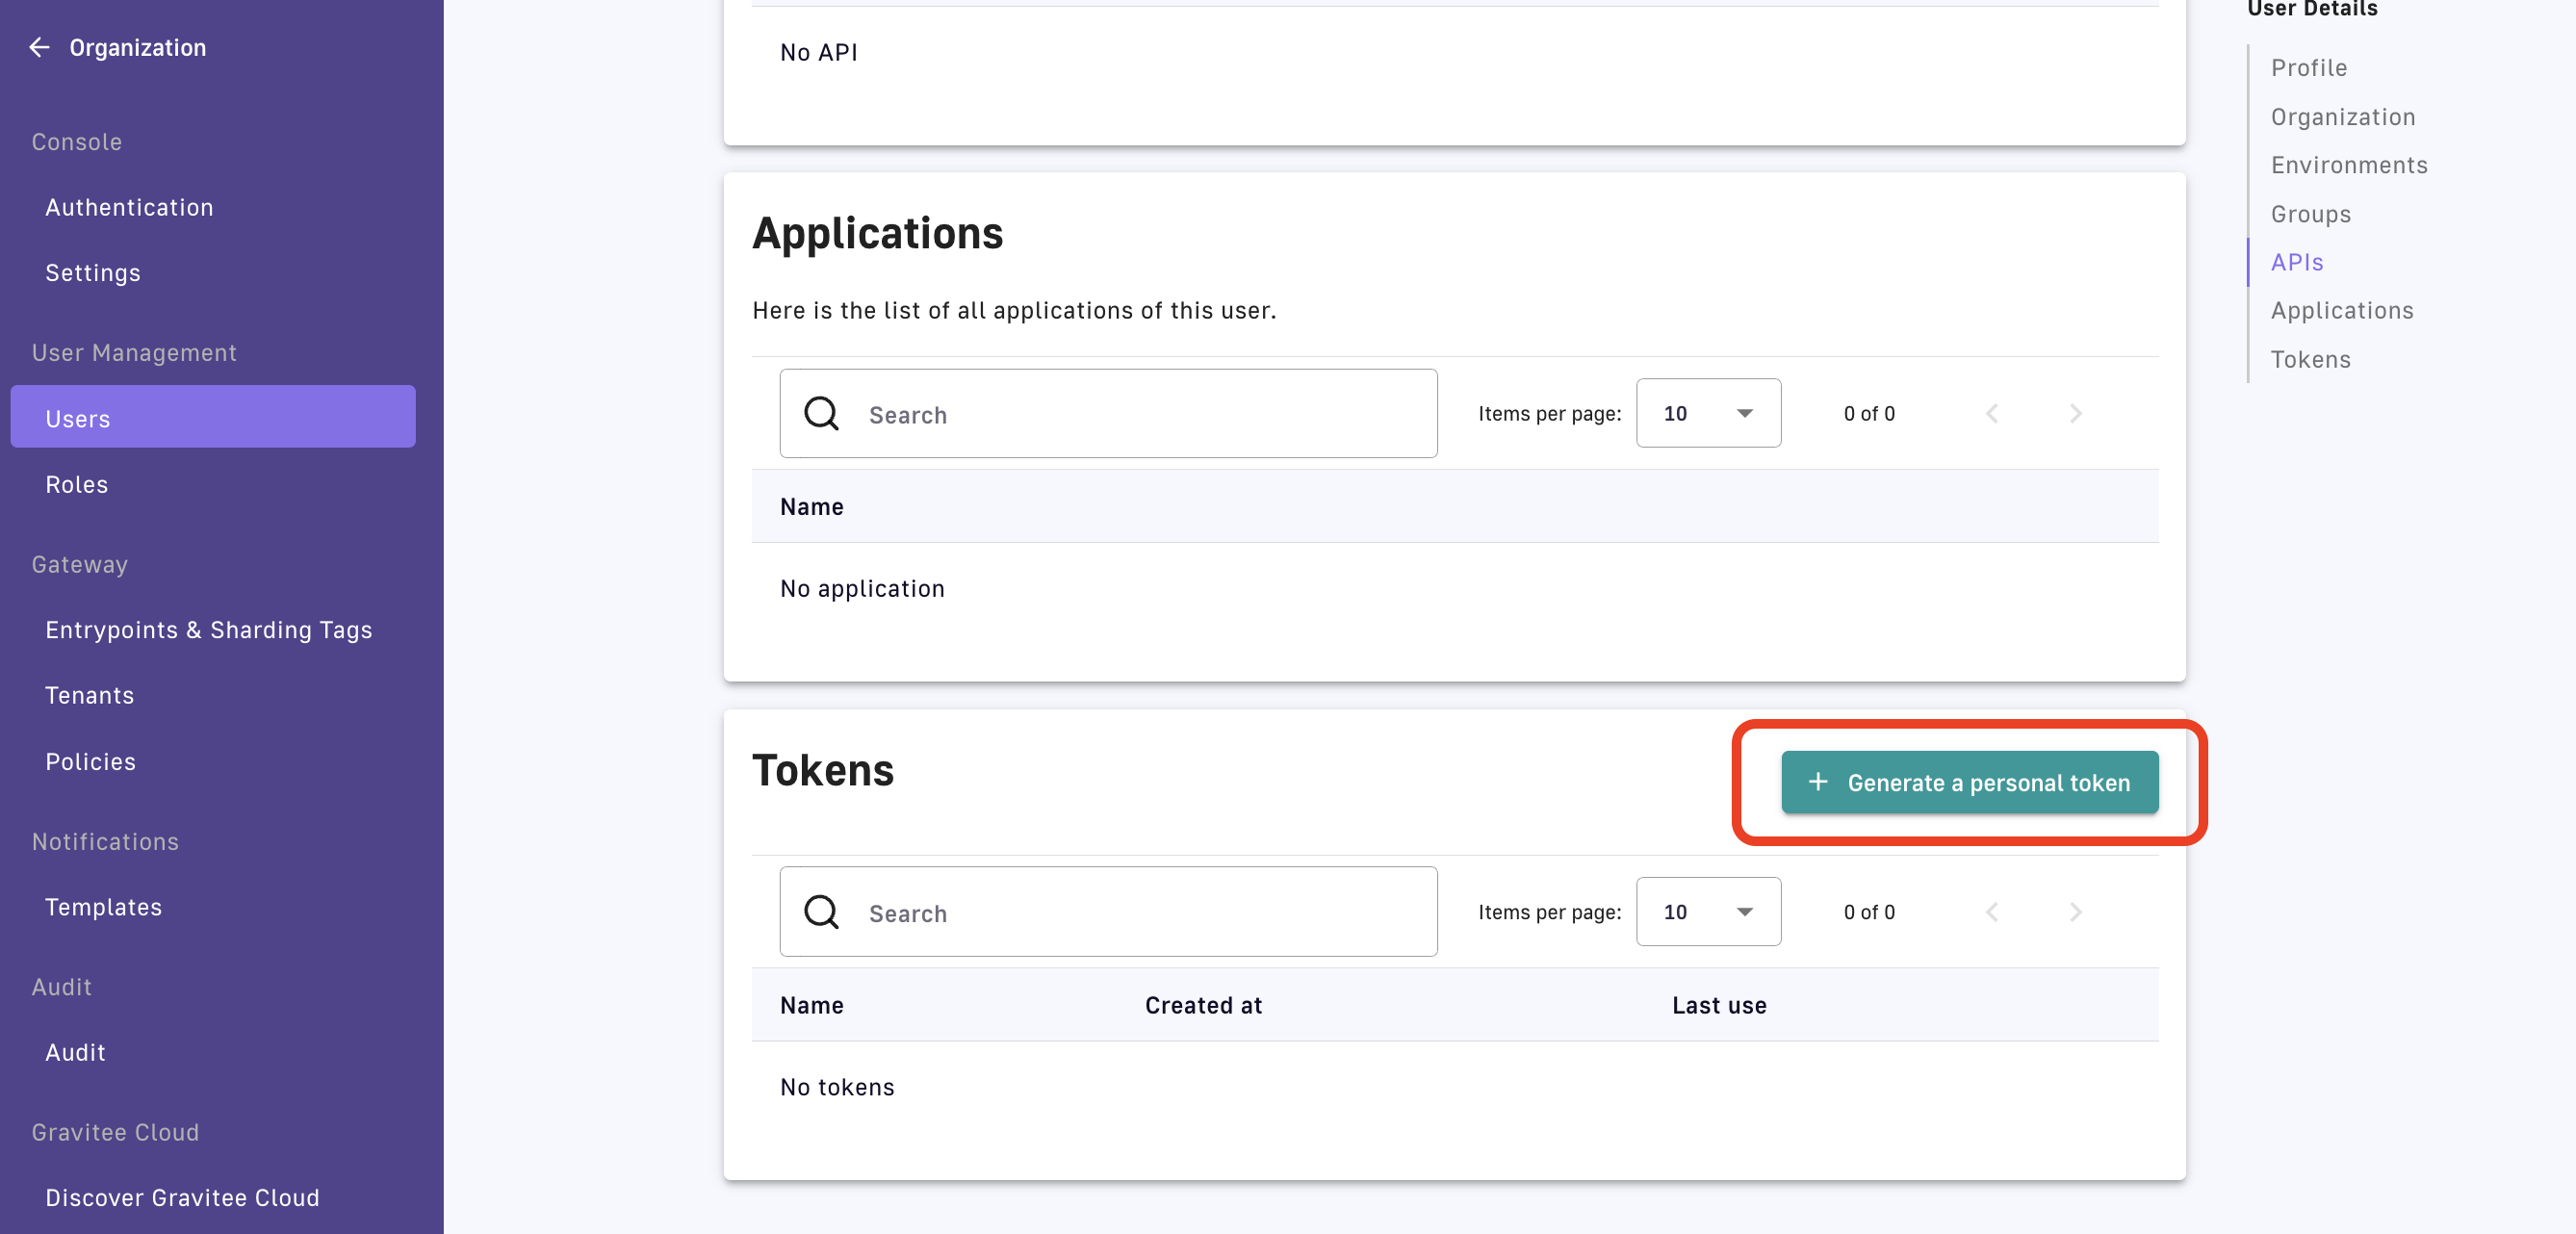 Organization
Console
Authentication
Settings
User Management
Users
Roles
Gateway
Entrypoints & Sharding Tags
Tenants
Policies
Notifications
Templates
Audit
Audit
Gravitee Cloud
Discover Gravitee Cloud
No API
Applications
Here is the list of all applications of this user.
Search
Items per page: 10 0 of 0
Name
No application
Tokens
Generate a personal token
Search
Items per page: 10 0 of 0
Name Created at Last use
No tokens
User Details
Profile
Organization
Environments
Groups
APIs
Applications
Tokens